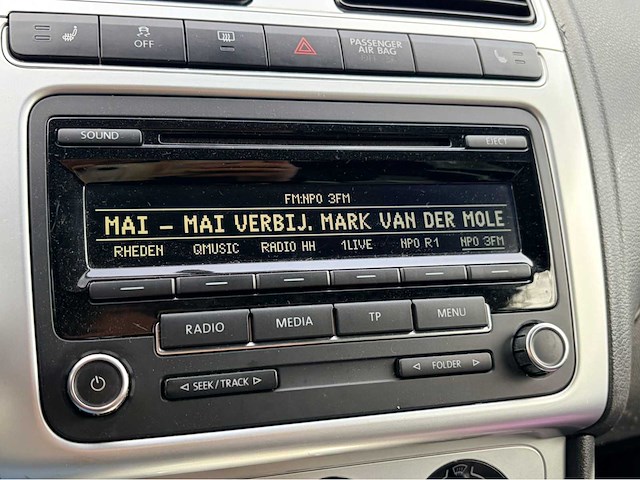 OFF
PASSENGER
AIR BAG
SOUND
EJECT
FM:NPO 3FM
MAI - MAI VERBIJ. MARK VAN DER MOLE
RHEDEN QMUSIC RADIO HH 1LIVE NPO R1 NPO 3FM
RADIO MEDIA TP MENU
SEEK/TRACK FOLDER